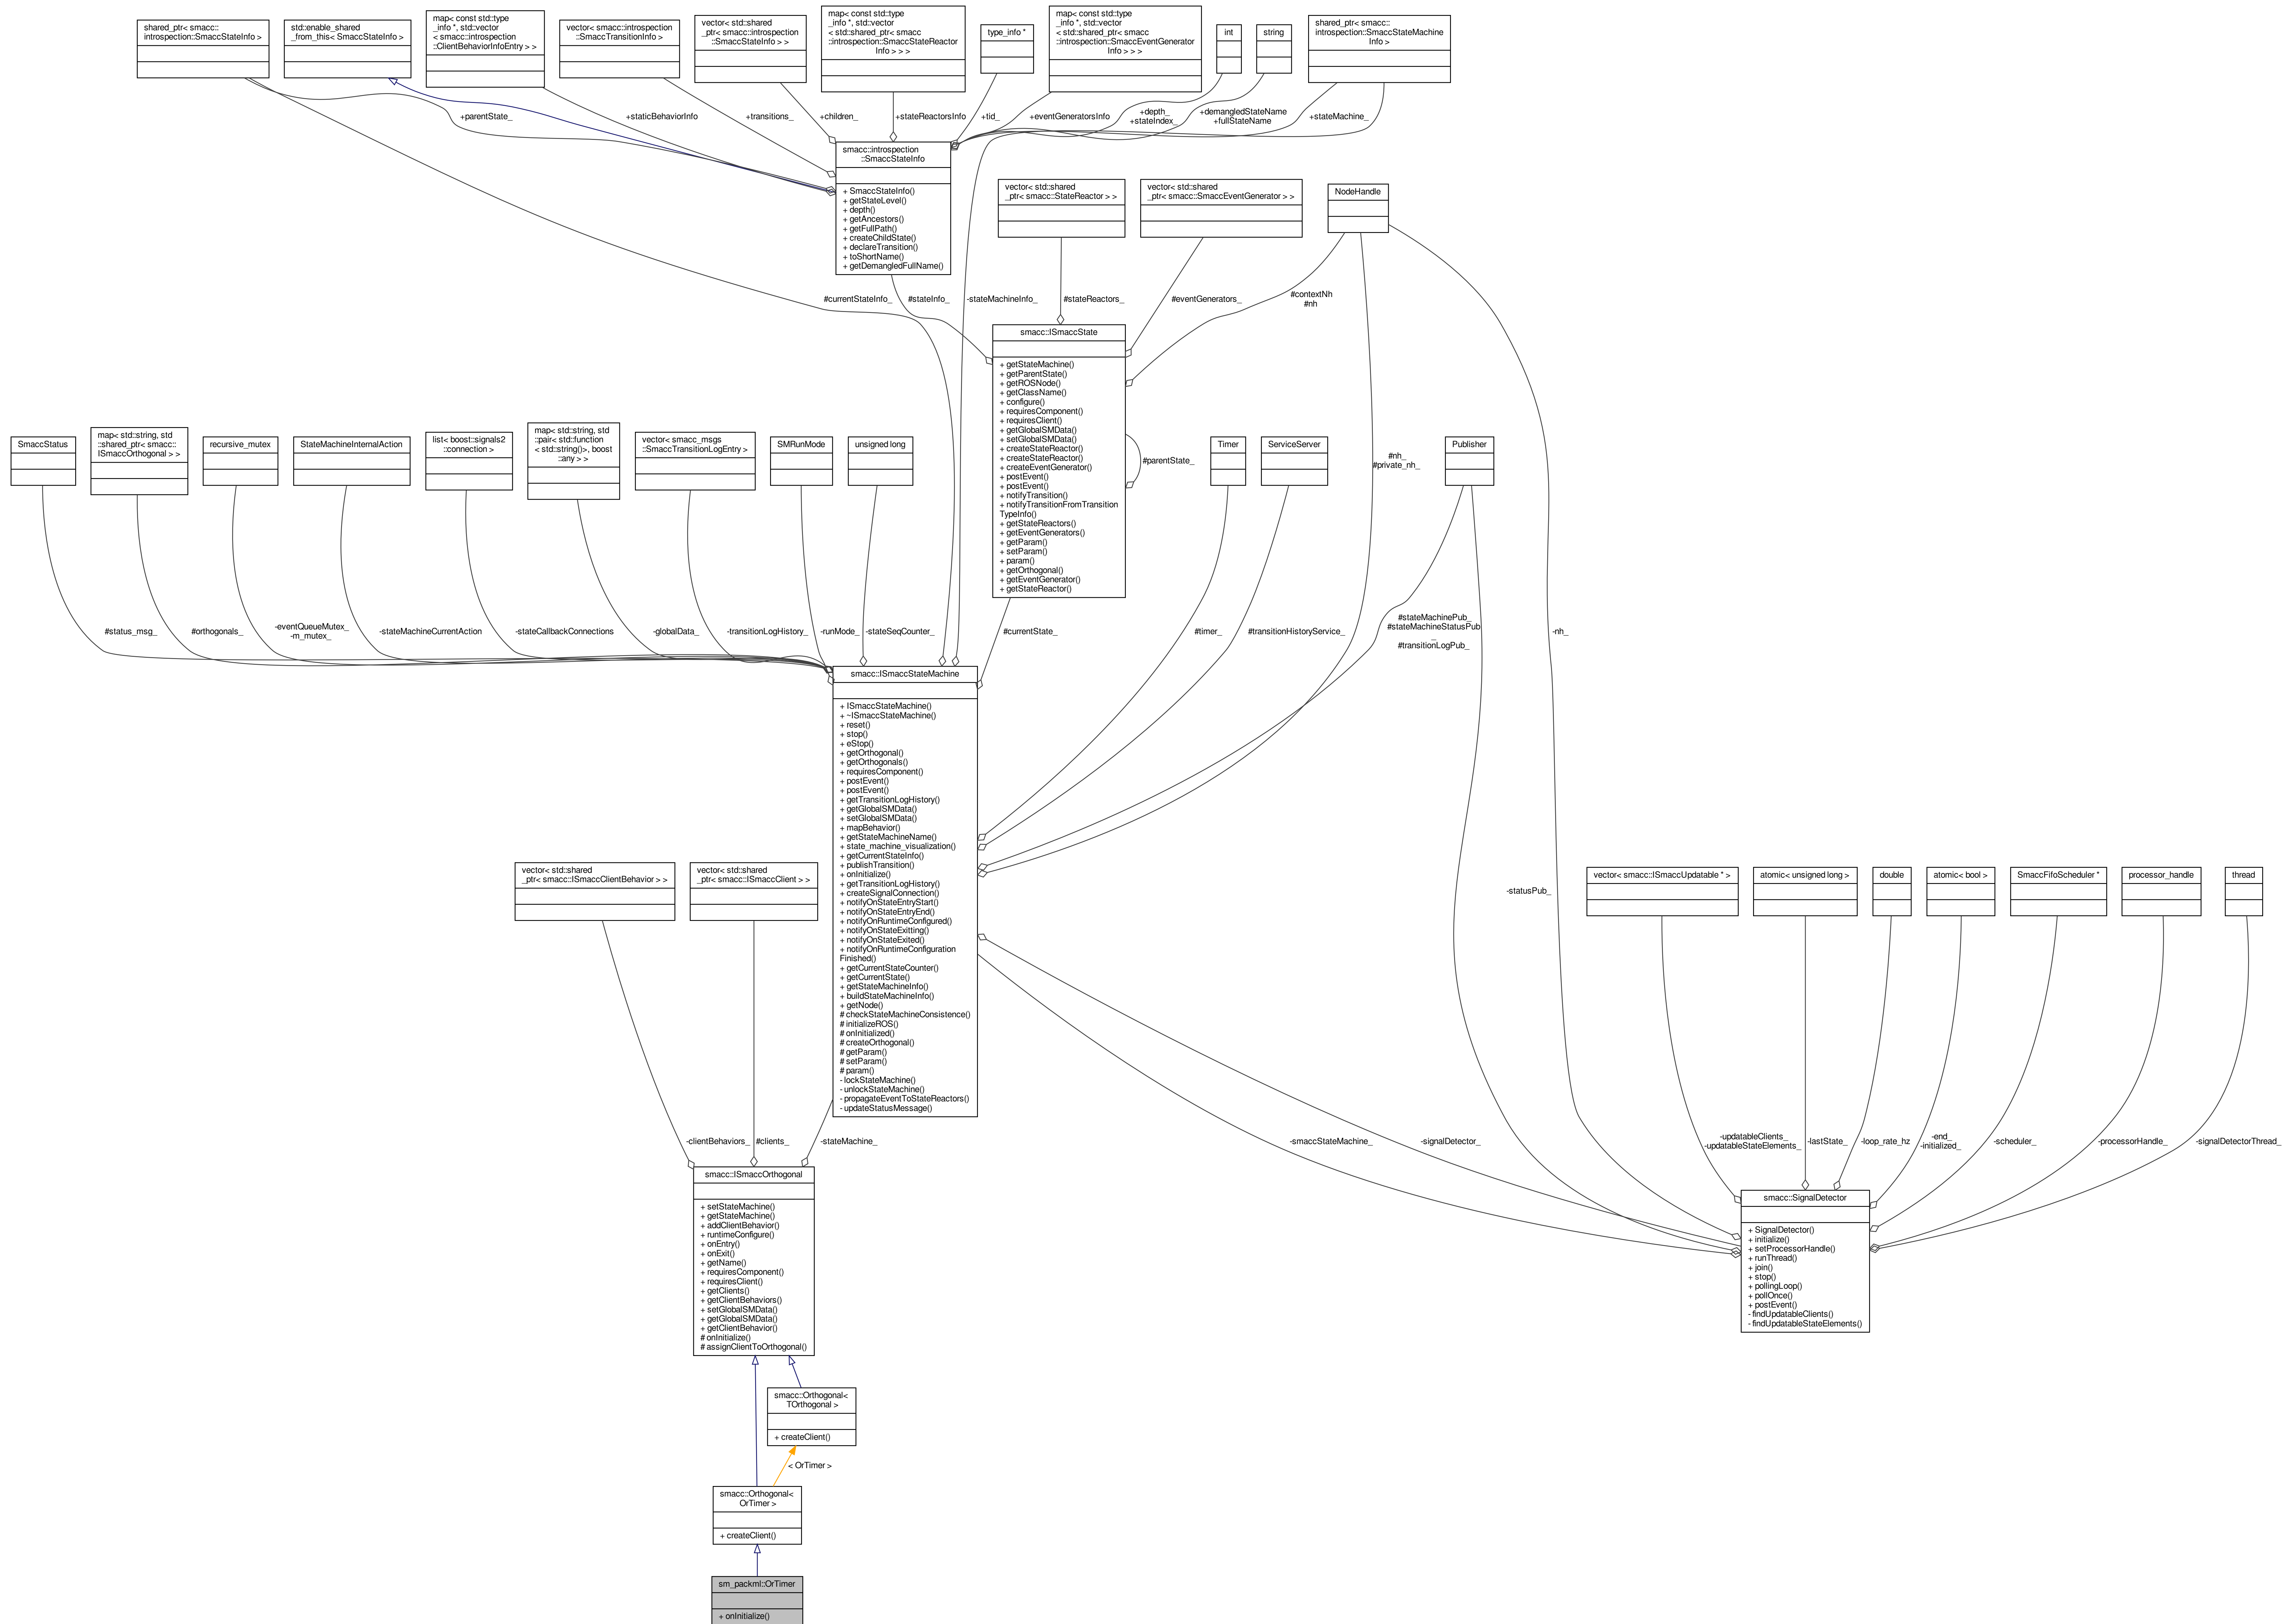 shared_ptr< smacc::
introspection::SmaccStateInfo >
std::enable_shared
_from_this< SmaccStateInfo >
map< const std::type
_info *, std::vector
< smacc::introspection
::ClientBehaviorInfoEntry > >
vector< smacc::introspection
::SmaccTransitionInfo >
vector< std::shared
_ptr< smacc::introspection
::SmaccStateInfo > >
map< const std::type
_info *, std::vector
< std::shared_ptr< smacc
::introspection::SmaccStateReactor
Info > > >
type_info *
map< const std::type
_info *, std::vector
< std::shared_ptr< smacc
::introspection::SmaccEventGenerator
Info > > >
int
string
shared_ptr< smacc::
introspection::SmaccStateMachine
Info >
+parentState_
+staticBehaviorInfo
+transitions_
+children_
+stateReactorsInfo
+tid_
+eventGeneratorsInfo
+depth_
+stateIndex_
+demangledStateName
+fullStateName
+stateMachine_
smacc::introspection
::SmaccStateInfo
+ SmaccStateInfo()
+ getStateLevel()
+ depth()
+ getAncestors()
+ getFullPath()
+ createChildState()
+ declareTransition()
+ toShortName()
+ getDemangledFullName()
vector< std::shared
_ptr< smacc::StateReactor > >
vector< std::shared
_ptr< smacc::SmaccEventGenerator > >
NodeHandle
#currentStateInfo_
#stateInfo_
-stateMachineInfo_
#stateReactors_
#eventGenerators_
#contextNh
#nh
smacc::ISmaccState
+ getStateMachine()
+ getParentState()
+ getROSNode()
+ getClassName()
+ configure()
+ requiresComponent()
+ requiresClient()
+ getGlobalSMData()
+ setGlobalSMData()
+ createStateReactor()
+ createStateReactor()
+ createEventGenerator()
+ postEvent()
+ postEvent()
+ notifyTransition()
+ notifyTransitionFromTransition
TypeInfo()
+ getStateReactors()
+ getEventGenerators()
+ getParam()
+ setParam()
+ param()
+ getOrthogonal()
+ getEventGenerator()
+ getStateReactor()
#parentState_
SmaccStatus
map< std::string, std
::shared_ptr< smacc::
ISmaccOrthogonal > >
recursive_mutex
StateMachineInternalAction
list< boost::signals2
::connection >
map< std::string, std
::pair< std::function
< std::string()>, boost
::any > >
vector< smacc_msgs
::SmaccTransitionLogEntry >
SMRunMode
unsigned long
Timer
ServiceServer
Publisher
#nh_
#private_nh_
#status_msg_
#orthogonals_
-eventQueueMutex_
-m_mutex_
-stateMachineCurrentAction
-stateCallbackConnections
-globalData_
-transitionLogHistory_
-runMode_
-stateSeqCounter_
#currentState_
#timer_
#transitionHistoryService_
#stateMachinePub_
#stateMachineStatusPub
_
#transitionLogPub_
-nh_
smacc::ISmaccStateMachine
+ ISmaccStateMachine()
+ ~ISmaccStateMachine()
+ reset()
+ stop()
+ eStop()
+ getOrthogonal()
+ getOrthogonals()
+ requiresComponent()
+ postEvent()
+ postEvent()
+ getTransitionLogHistory()
+ getGlobalSMData()
+ setGlobalSMData()
+ mapBehavior()
+ getStateMachineName()
+ state_machine_visualization()
+ getCurrentStateInfo()
+ publishTransition()
+ onInitialize()
+ getTransitionLogHistory()
+ createSignalConnection()
+ notifyOnStateEntryStart()
+ notifyOnStateEntryEnd()
+ notifyOnRuntimeConfigured()
+ notifyOnStateExitting()
+ notifyOnStateExited()
+ notifyOnRuntimeConfiguration
Finished()
+ getCurrentStateCounter()
+ getCurrentState()
+ getStateMachineInfo()
+ buildStateMachineInfo()
+ getNode()
# checkStateMachineConsistence()
# initializeROS()
# onInitialized()
# createOrthogonal()
# getParam()
# setParam()
# param()
- lockStateMachine()
- unlockStateMachine()
- propagateEventToStateReactors()
- updateStatusMessage()
vector< std::shared
_ptr< smacc::ISmaccClientBehavior > >
vector< std::shared
_ptr< smacc::ISmaccClient > >
-statusPub_
vector< smacc::ISmaccUpdatable * >
atomic< unsigned long >
double
atomic< bool >
SmaccFifoScheduler *
processor_handle
thread
-clientBehaviors_
#clients_
-stateMachine_
-smaccStateMachine_
-signalDetector_
-updatableClients_
-updatableStateElements_
-lastState_
-loop_rate_hz
-end_
-initialized_
-scheduler_
-processorHandle_
-signalDetectorThread_
smacc::ISmaccOrthogonal
+ setStateMachine()
+ getStateMachine()
+ addClientBehavior()
+ runtimeConfigure()
+ onEntry()
+ onExit()
+ getName()
+ requiresComponent()
+ requiresClient()
+ getClients()
+ getClientBehaviors()
+ setGlobalSMData()
+ getGlobalSMData()
+ getClientBehavior()
# onInitialize()
# assignClientToOrthogonal()
smacc::SignalDetector
+ SignalDetector()
+ initialize()
+ setProcessorHandle()
+ runThread()
+ join()
+ stop()
+ pollingLoop()
+ pollOnce()
+ postEvent()
- findUpdatableClients()
- findUpdatableStateElements()
smacc::Orthogonal<
TOrthogonal >
+ createClient()
< OrTimer >
smacc::Orthogonal<
OrTimer >
+ createClient()
sm_packml::OrTimer
+ onInitialize()